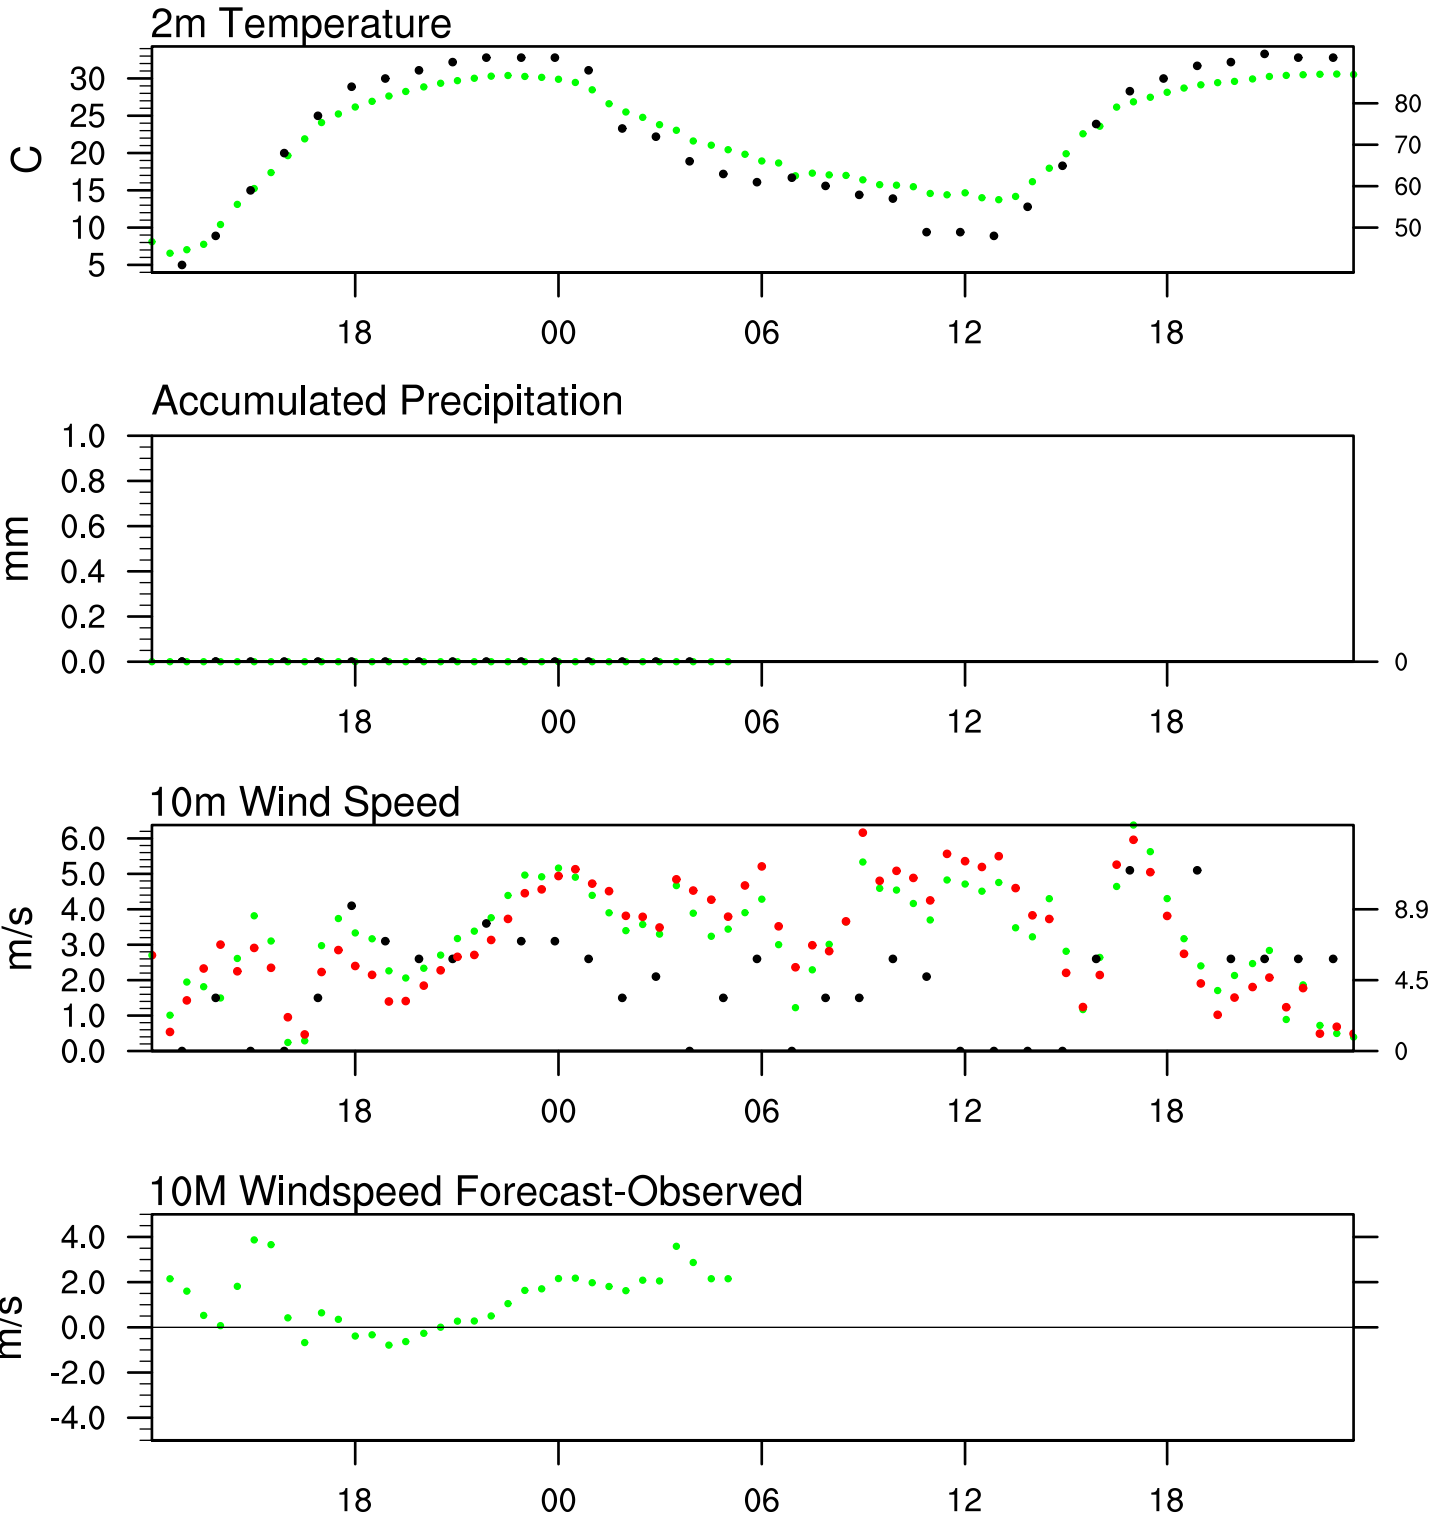 2m Temperature
30
25
20
15
10
5
C
80
70
60
50
18 00 06 12 18
Accumulated Precipitation
1.0
0.8
0.6
0.4
0.2
0.0
mm
0
18 00 06 12 18
10m Wind Speed
6.0
5.0
4.0
3.0
2.0
1.0
0.0
m/s
8.9
4.5
0
18 00 06 12 18
10M Windspeed Forecast-Observed
4.0
2.0
0.0
-2.0
-4.0
m/s
18 00 06 12 18